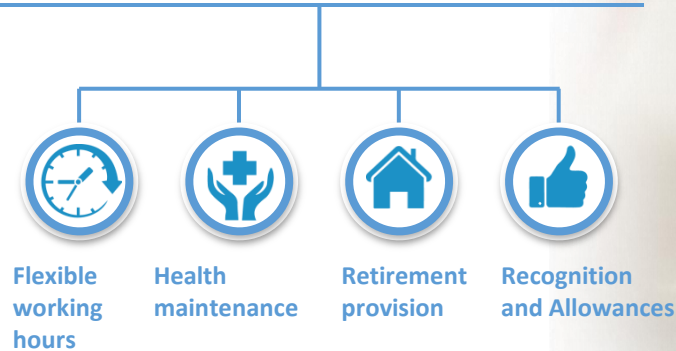 Flexible
working
hours
Health
maintenance
Retirement
provision
Recognition
and Allowances